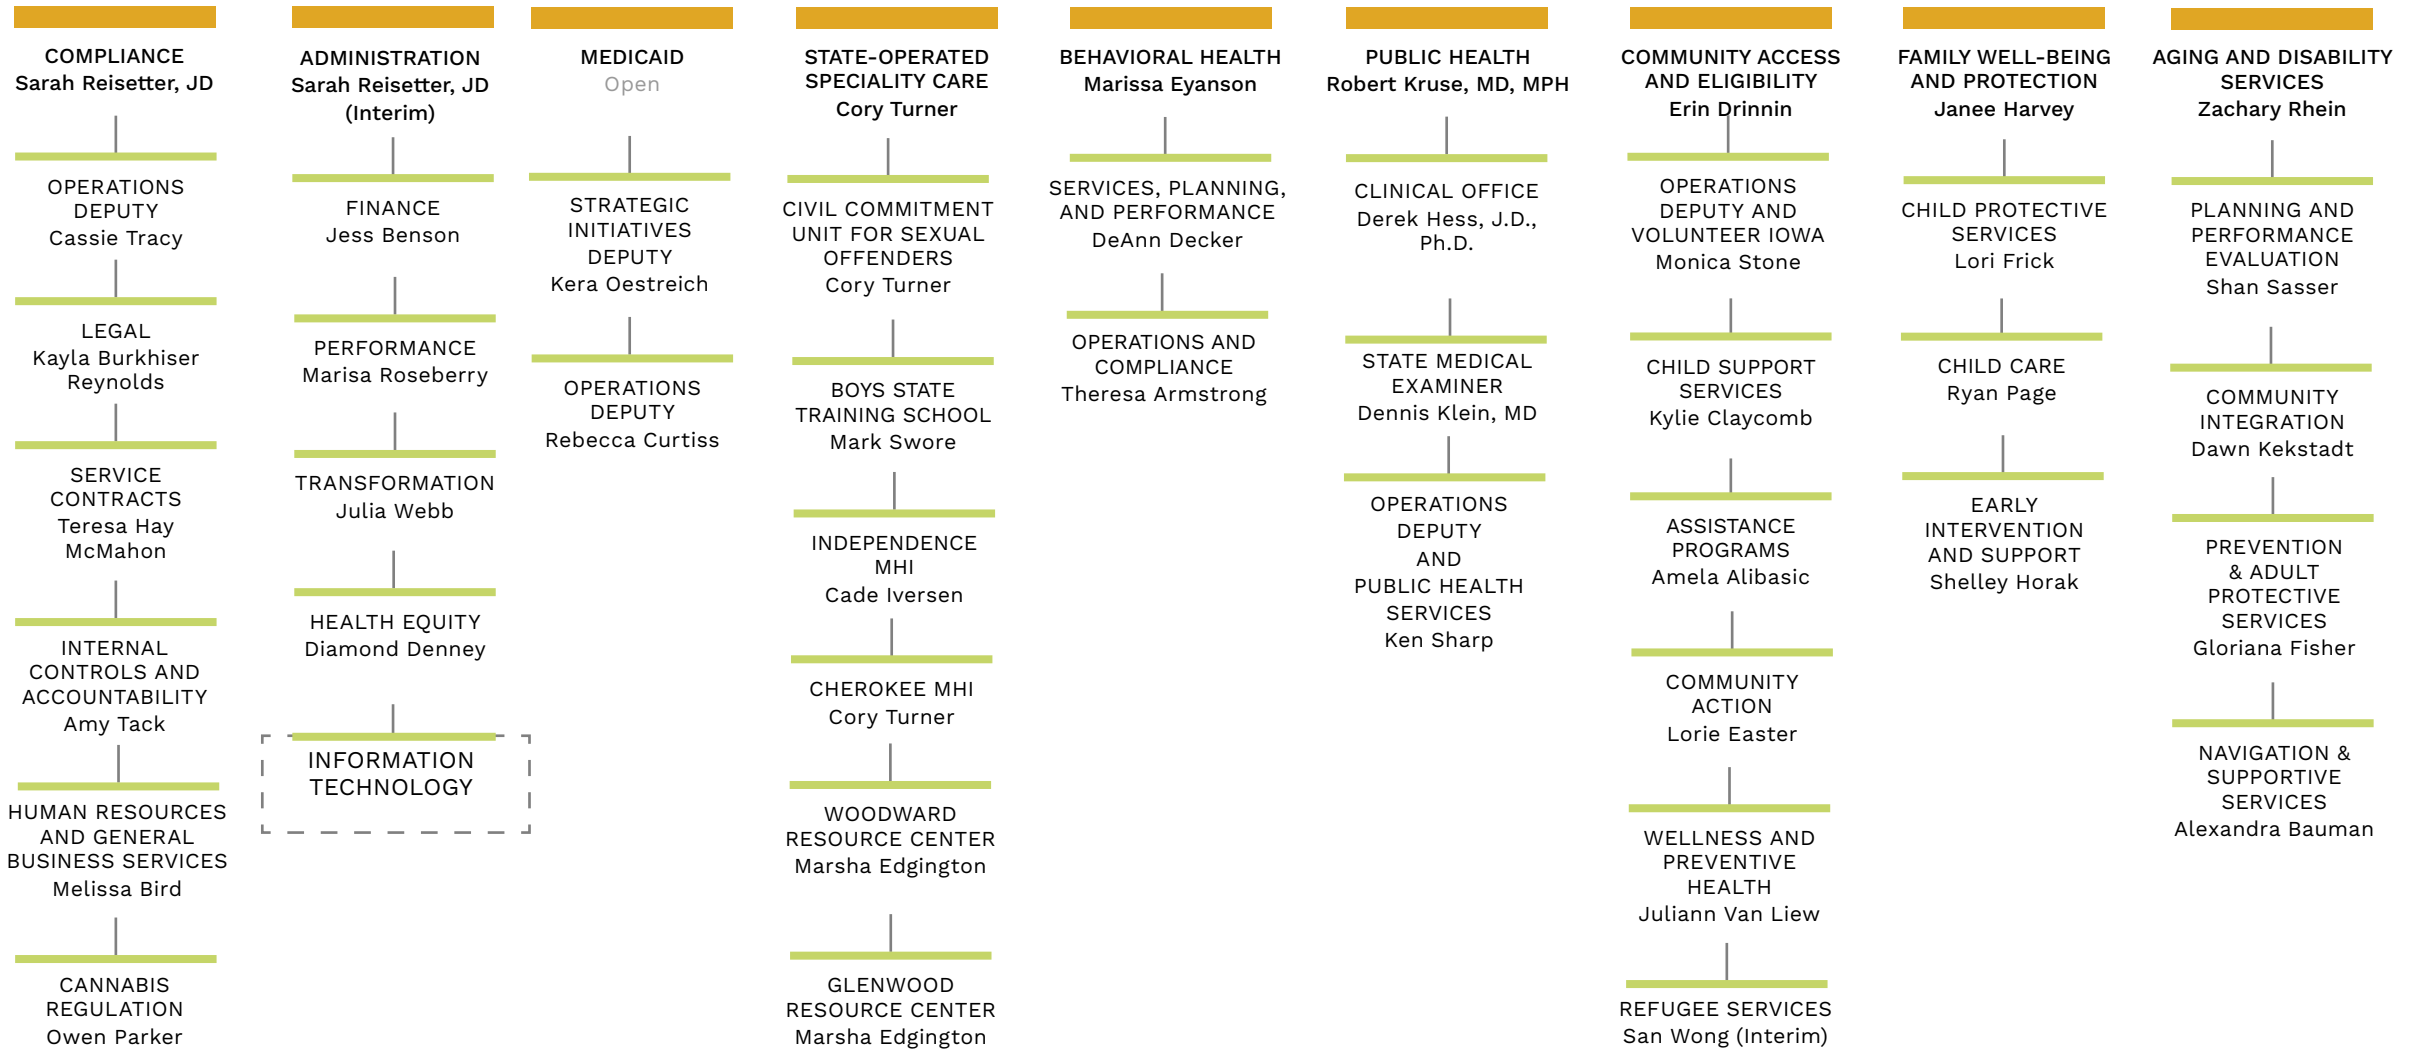 COMPLIANCE
Sarah Reisetter, JD
OPERATIONS
DEPUTY
Cassie Tracy
LEGAL
Kayla Burkhiser
Reynolds
SERVICE
CONTRACTS
Teresa Hay
McMahon
INTERNAL
CONTROLS AND
ACCOUNTABILITY
Amy Tack
HUMAN RESOURCES
AND GENERAL
BUSINESS SERVICES
Melissa Bird
CANNABIS
REGULATION
Owen Parker
ADMINISTRATION
Sarah Reisetter, JD
(Interim)
FINANCE
Jess Benson
PERFORMANCE
Marisa Roseberry
TRANSFORMATION
Julia Webb
HEALTH EQUITY
Diamond Denney
INFORMATION
TECHNOLOGY
MEDICAID
Open
STRATEGIC
INITIATIVES
DEPUTY
Kera Oestreich
OPERATIONS
DEPUTY
Rebecca Curtiss
STATE-OPERATED
SPECIALITY CARE
Cory Turner
CIVIL COMMITMENT
UNIT FOR SEXUAL
OFFENDERS
Cory Turner
BOYS STATE
TRAINING SCHOOL
Mark Swore
INDEPENDENCE
MHI
Cade Iversen
CHEROKEE MHI
Cory Turner
WOODWARD
RESOURCE CENTER
Marsha Edgington
GLENWOOD
RESOURCE CENTER
Marsha Edgington
BEHAVIORAL HEALTH
Marissa Eyanson
SERVICES, PLANNING,
AND PERFORMANCE
DeAnn Decker
OPERATIONS AND
COMPLIANCE
Theresa Armstrong
PUBLIC HEALTH
Robert Kruse, MD, MPH
CLINICAL OFFICE
Derek Hess, J.D.,
Ph.D.
STATE MEDICAL
EXAMINER
Dennis Klein, MD
OPERATIONS
DEPUTY
AND
PUBLIC HEALTH
SERVICES
Ken Sharp
COMMUNITY ACCESS
AND ELIGIBILITY
Erin Drinnin
OPERATIONS
DEPUTY AND
VOLUNTEER IOWA
Monica Stone
CHILD SUPPORT
SERVICES
Kylie Claycomb
ASSISTANCE
PROGRAMS
Amela Alibasic
COMMUNITY
ACTION
Lorie Easter
WELLNESS AND
PREVENTIVE
HEALTH
Juliann Van Liew
REFUGEE SERVICES
San Wong (Interim)
FAMILY WELL-BEING
AND PROTECTION
Janee Harvey
CHILD PROTECTIVE
SERVICES
Lori Frick
CHILD CARE
Ryan Page
EARLY
INTERVENTION
AND SUPPORT
Shelley Horak
AGING AND DISABILITY
SERVICES
Zachary Rhein
PLANNING AND
PERFORMANCE
EVALUATION
Shan Sasser
COMMUNITY
INTEGRATION
Dawn Kekstadt
PREVENTION
& ADULT
PROTECTIVE
SERVICES
Gloriana Fisher
NAVIGATION &
SUPPORTIVE
SERVICES
Alexandra Bauman